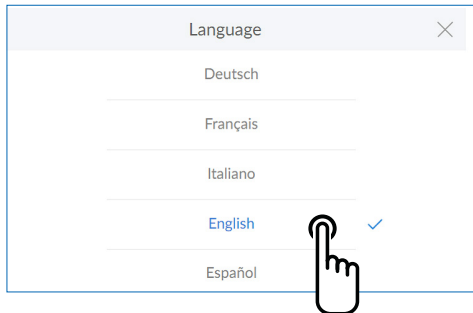 Language
Deutsch
Français
Italiano
English
Español